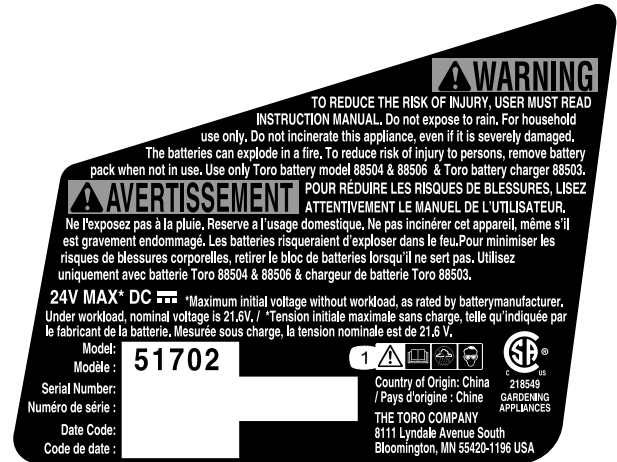 WARNING
TO REDUCE THE RISK OF INJURY, USER MUST READ
INSTRUCTION MANUAL. Do not expose to rain. For household
use only. Do not incinerate this appliance, even if it is severely damaged.
The batteries can explode in a fire. To reduce risk of injury to persons, remove battery
pack when not in use. Use only Toro battery model 88504 & 88506 & Toro battery charger 88503.
AVERTISSEMENT
POUR RÉDUIRE LES RISQUES DE BLESSURES, LISEZ
ATTENTIVEMENT LE MANUEL DE L'UTILISATEUR.
Ne l'exposez pas à la pluie. Reserve a l'usage domestique. Ne pas incinérer cet appareil, même s'il
est gravement endommagé. Les batteries risqueraient d'exploser dans le feu.Pour minimiser les
risques de blessures corporelles, retirer le bloc de batteries lorsqu'il ne sert pas. Utilisez
uniquement avec batterie Toro 88504 & 88506 & chargeur de batterie Toro 88503.
24V MAX* DC *Maximum initial voltage without workload, as rated by batterymanufacturer.
Under workload, nominal voltage is 21.6V. / *Tension initiale maximale sans charge, telle qu'indiquée par
le fabricant de la batterie. Mesurée sous charge, la tension nominale est de 21.6 V.
Model: 51702
Modèle :
Serial Number:
Numéro de série :
Date Code:
Code de date :
1
Country of Origin: China
/ Pays d'origine : Chine
THE TORO COMPANY
8111 Lyndale Avenue South
Bloomington, MN 55420-1196 USA
SA ®
C US
218549
GARDENING
APPLIANCES